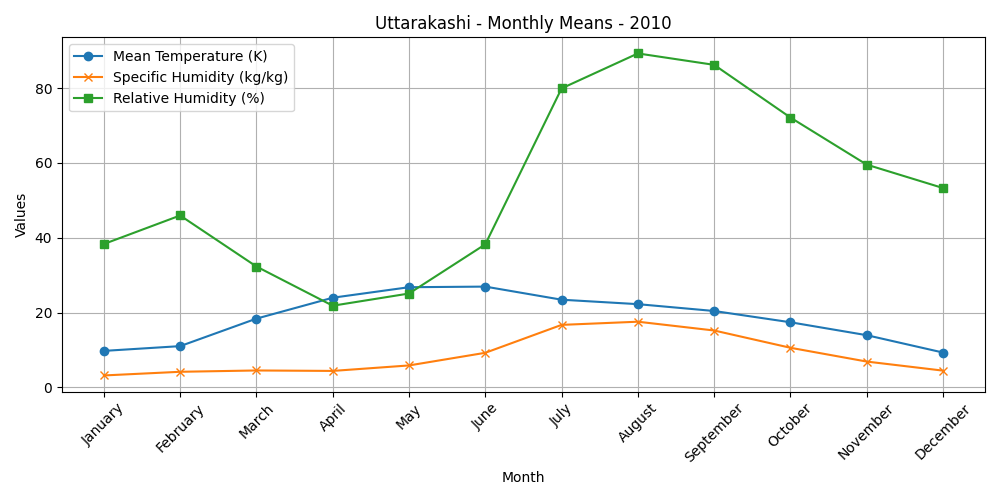 Uttarakashi - Monthly Means - 2010
Mean Temperature (K)
Specific Humidity (kg/kg)
Relative Humidity (%)
Values
80
60
40
20
0
January
February
March
April
May
June
July
August
September
October
November
December
Month